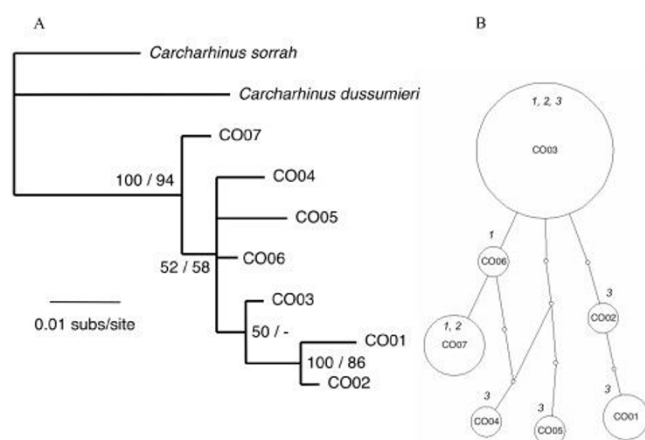 A
B
Carcharhinus sorrah
Carcharhinus dussumieri
CO07
100 / 94
CO04
CO05
52 / 58
CO06
CO03
50 / -
CO01
100 / 86
CO02
0.01 subs/site
1, 2, 3
CO03
1
CO06
3
CO02
1, 2
CO07
3
CO04
3
CO05
3
CO01